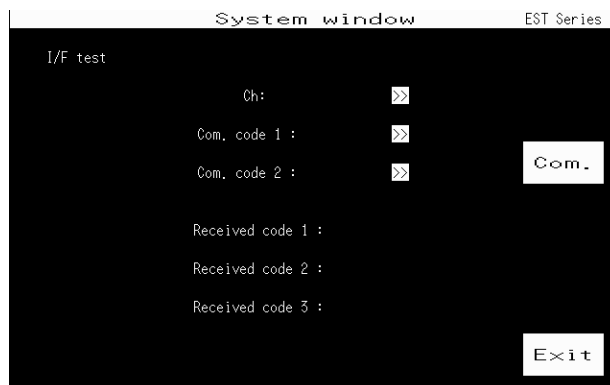 System window EST Series
I/F test
Ch: >>
Com. code 1 : >>
Com. code 2 : >>
Com.
Received code 1 :
Received code 2 :
Received code 3 :
Exit